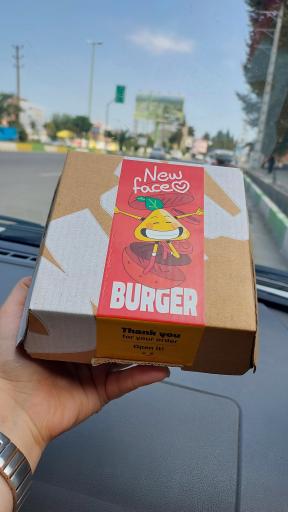 New
face
BURGER
Thank you
for your order
Open it!